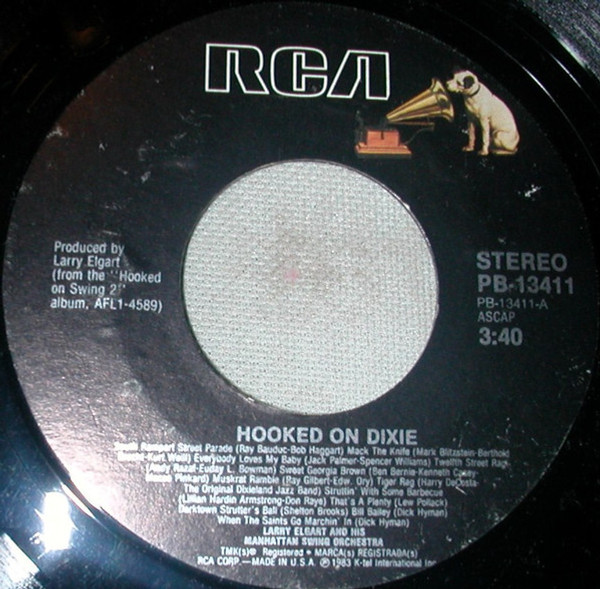 RCA
Produced by
Larry Elgart
(from the "Hooked
on Swing 2"
album, AFL1-4589)
STEREO
PB-13411
PB-13411-A
ASCAP
3:40
HOOKED ON DIXIE
South Rampart Street Parade (Ray Bauduc-Bob Haggart) Mack The Knife (Mark Blitzstein-Berthold
Brecht-Kurt Weill) Everybody Loves My Baby (Jack Palmer-Spencer Williams) Twelfth Street Rag
(Andy Razaf-Euday L. Bowman) Sweet Georgia Brown (Ben Bernie-Kenneth Casey
Maceo Pinkard) Muskrat Ramble (Ray Gilbert-Edw. Ory) Tiger Rag (Harry DeCosta-
The Original Dixieland Jazz Band) Struttin' With Some Barbecue
(Lillian Hardin Armstrong-Don Raye) That's A Plenty (Lew Pollack)
Darktown Strutter's Ball (Shelton Brooks) Bill Bailey (Dick Hyman)
When The Saints Go Marchin' In (Dick Hyman)
LARRY ELGART AND HIS
MANHATTAN SWING ORCHESTRA
TMK(s)® Registered • MARCA(s) REGISTRADA(s)
RCA CORP.—MADE IN U.S.A. ℗ 1983 K-tel International Inc